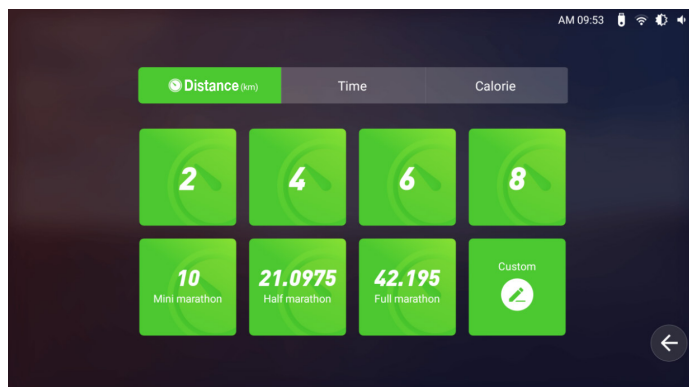 AM 09:53
Distance (km) Time Calorie
2 4 6 8
10 21.0975 42.195 Custom
Mini marathon Half marathon Full marathon